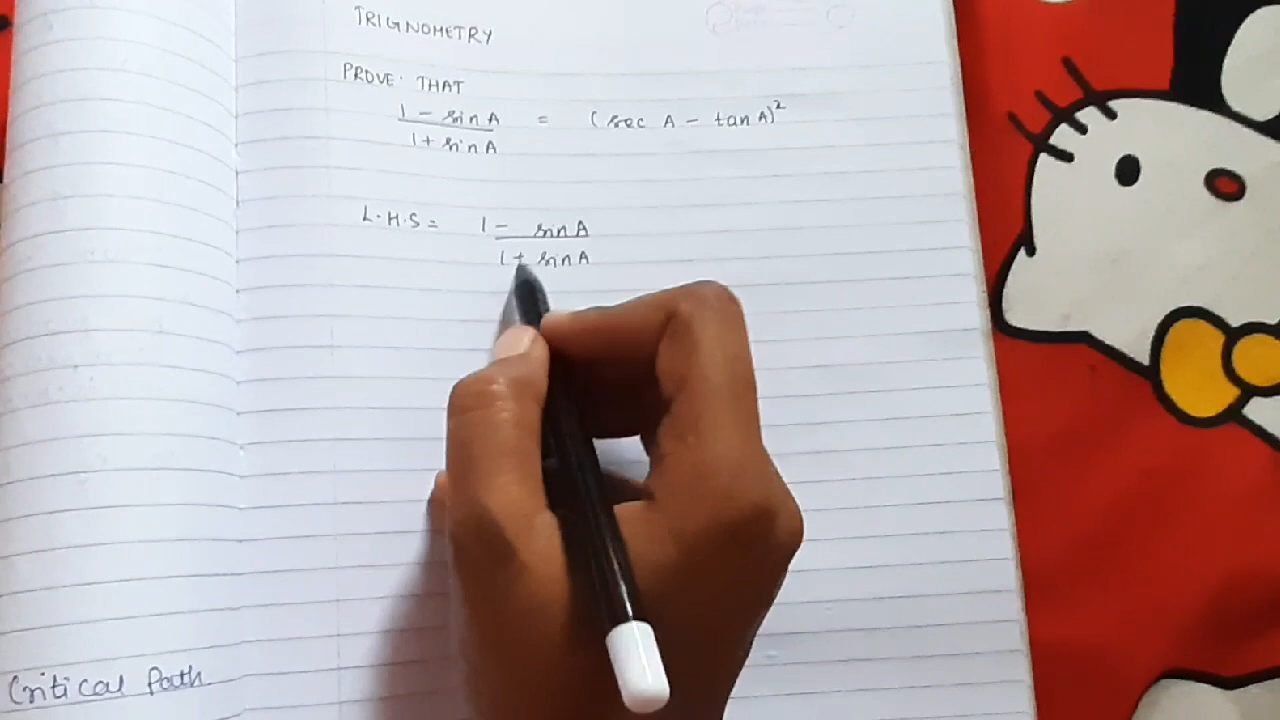 TRIGNOMETRY
PROVE THAT
1 - sin A / 1 + sin A = (sec A - tan A)²
L.H.S = 1 - sin A / 1 + sin A
Critical Path